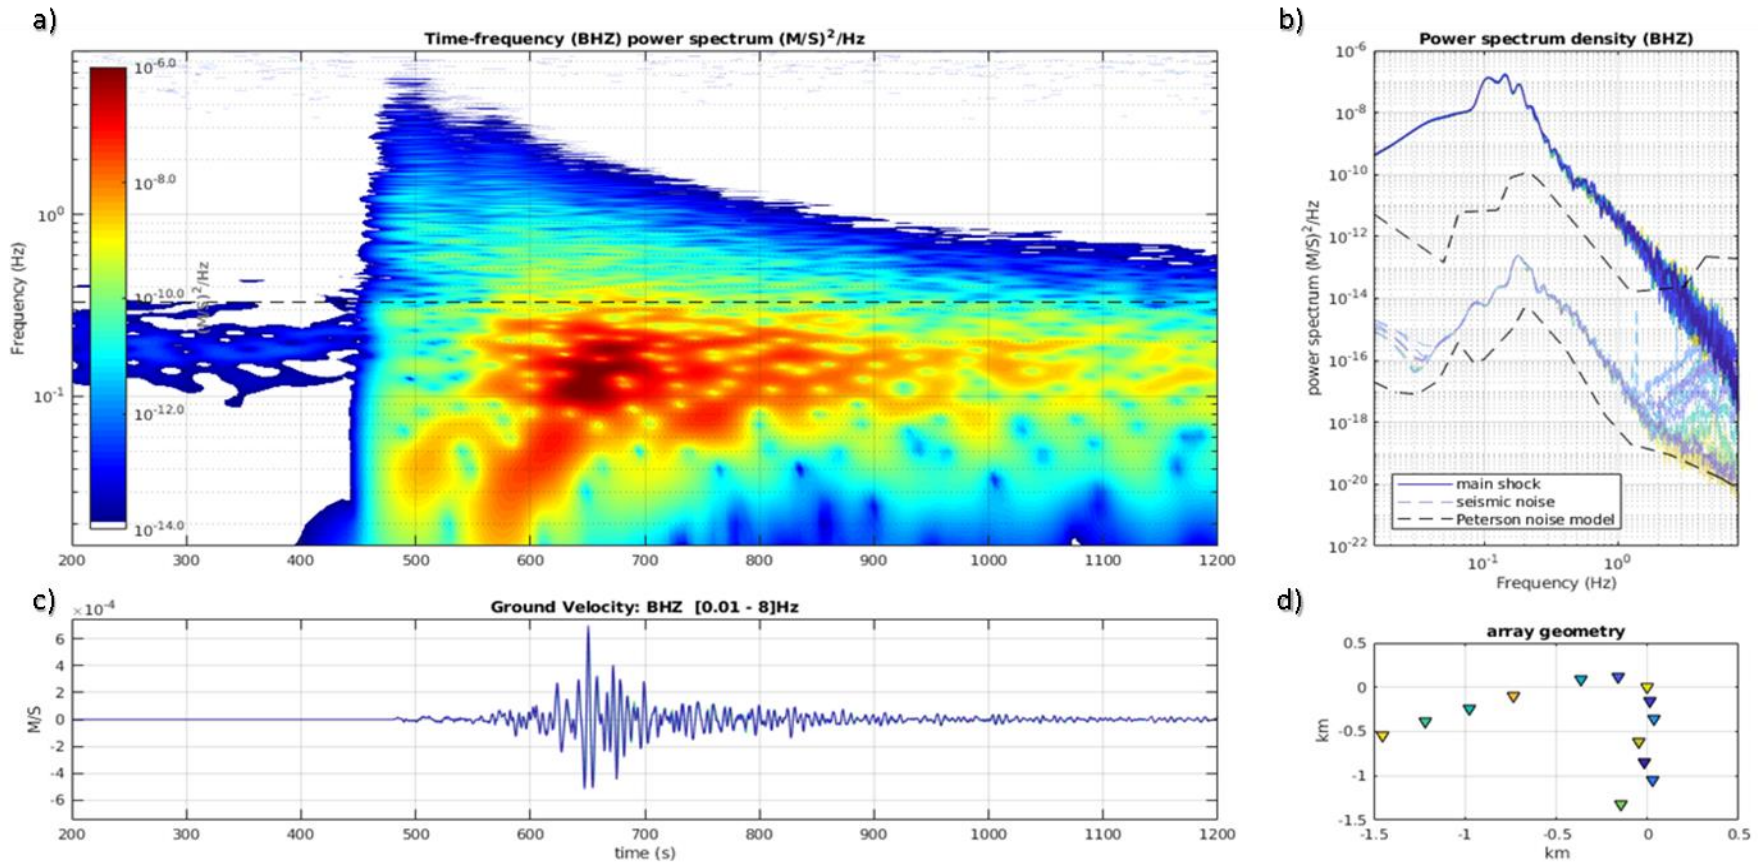 a)
Time-frequency (BHZ) power spectrum (M/S)²/Hz
10⁰
10⁻¹
Frequency (Hz)
10⁻⁶·⁰
10⁻⁸·⁰
10⁻¹⁰·⁰
10⁻¹²·⁰
10⁻¹⁴·⁰
(M/S)²/Hz
200 300 400 500 600 700 800 900 1000 1100 1200
b)
Power spectrum density (BHZ)
10⁻⁶
10⁻⁸
10⁻¹⁰
10⁻¹²
10⁻¹⁴
10⁻¹⁶
10⁻¹⁸
10⁻²⁰
10⁻²²
power spectrum (M/S)²/Hz
main shock
seismic noise
Peterson noise model
10⁻¹ 10⁰
Frequency (Hz)
c)
×10⁻⁴
Ground Velocity: BHZ [0.01 - 8]Hz
6
4
2
0
-2
-4
-6
M/S
200 300 400 500 600 700 800 900 1000 1100 1200
time (s)
d)
array geometry
0.5
0
-0.5
-1
-1.5
km
-1.5 -1 -0.5 0 0.5
km